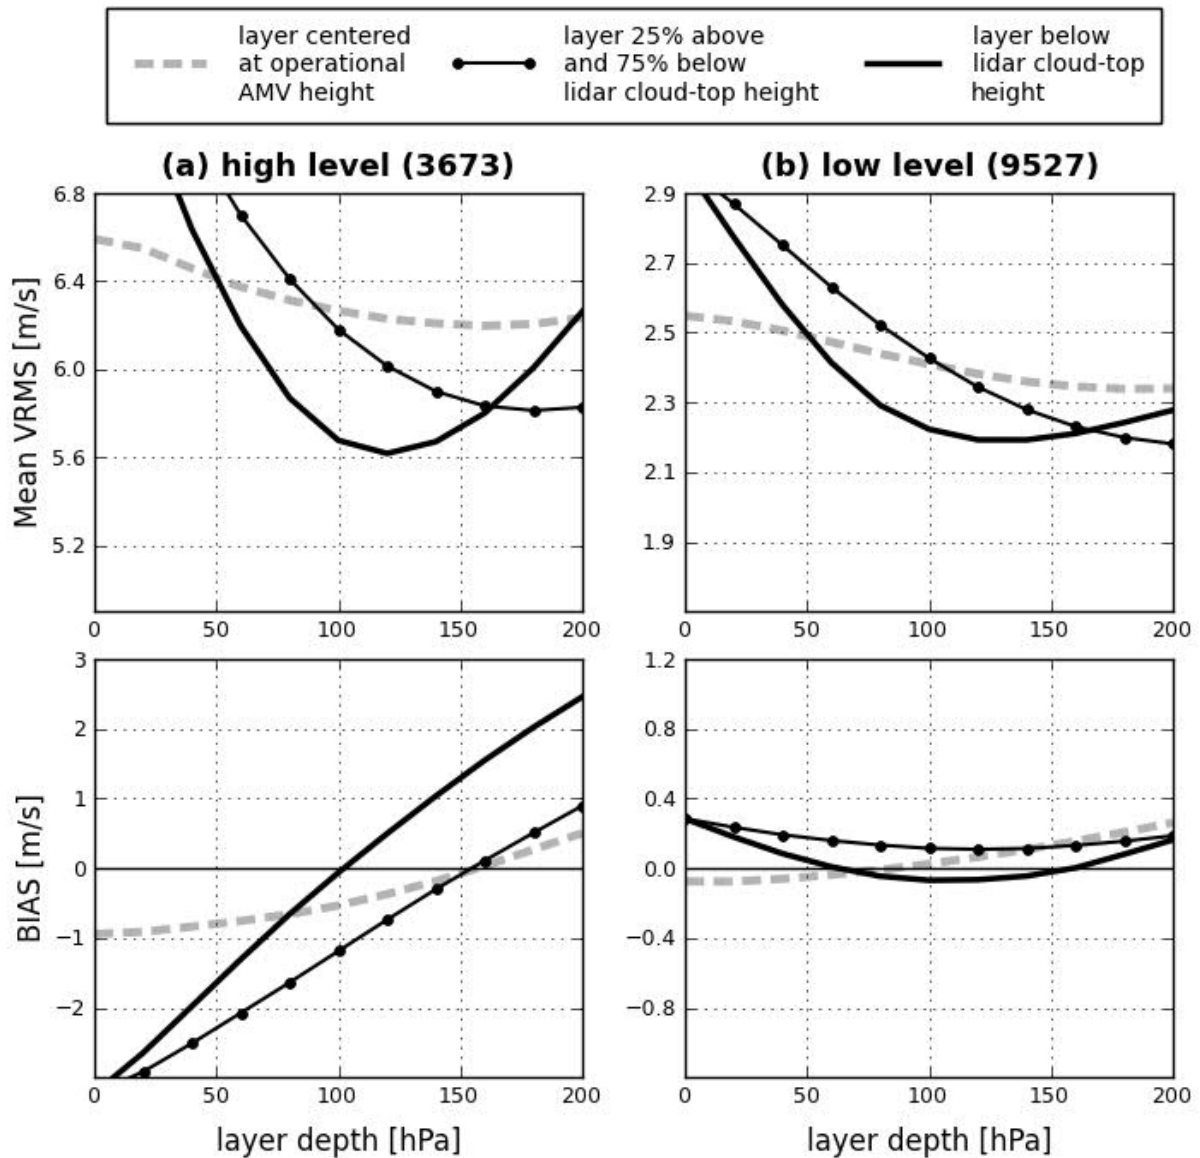 layer centered
at operational
AMV height
layer 25% above
and 75% below
lidar cloud-top height
layer below
lidar cloud-top
height
(a) high level (3673)
(b) low level (9527)
Mean VRMS [m/s]
6.8
6.4
6.0
5.6
5.2
0 50 100 150 200
2.9
2.7
2.5
2.3
2.1
1.9
0 50 100 150 200
BIAS [m/s]
3
2
1
0
−1
−2
0 50 100 150 200
layer depth [hPa]
1.2
0.8
0.4
0.0
−0.4
−0.8
0 50 100 150 200
layer depth [hPa]